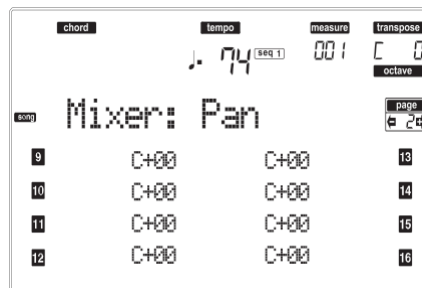 chord tempo measure transpose
♩. 74 seq 1 001 C 0
octave
song Mixer: Pan page
2
9 C+00 C+00 13
10 C+00 C+00 14
11 C+00 C+00 15
12 C+00 C+00 16